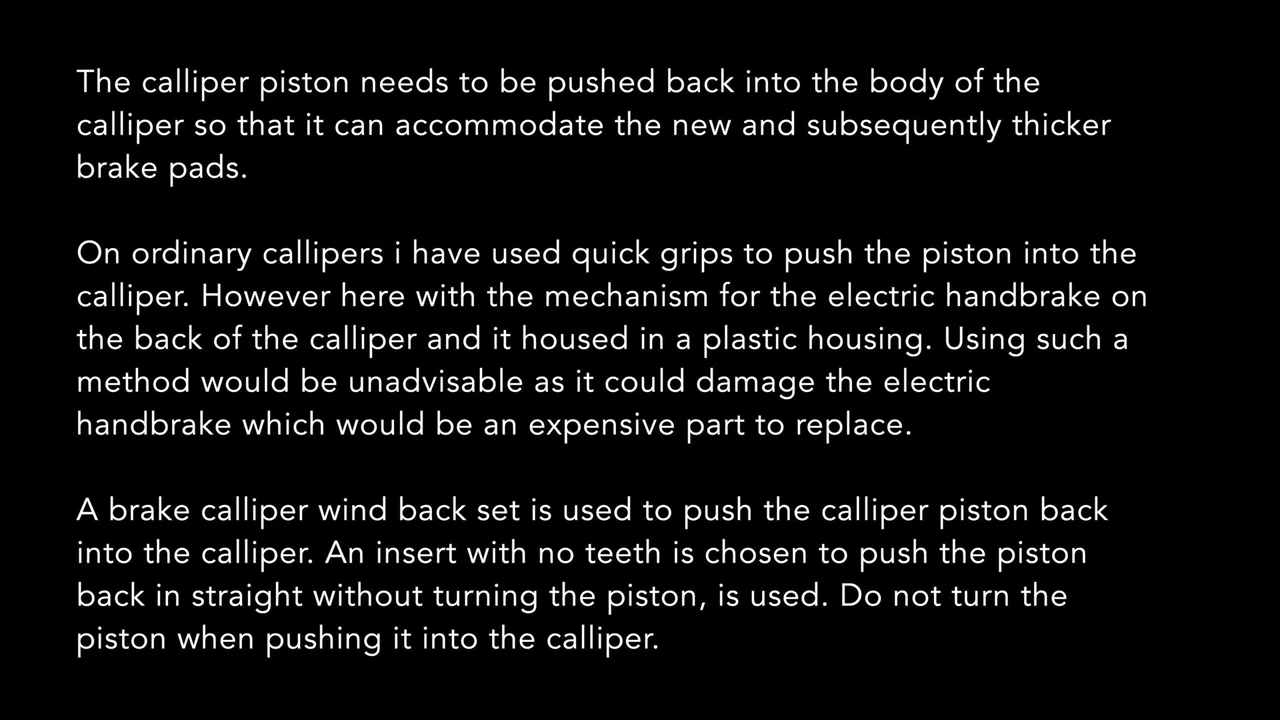 The calliper piston needs to be pushed back into the body of the
calliper so that it can accommodate the new and subsequently thicker
brake pads.
On ordinary callipers i have used quick grips to push the piston into the
calliper. However here with the mechanism for the electric handbrake on
the back of the calliper and it housed in a plastic housing. Using such a
method would be unadvisable as it could damage the electric
handbrake which would be an expensive part to replace.
A brake calliper wind back set is used to push the calliper piston back
into the calliper. An insert with no teeth is chosen to push the piston
back in straight without turning the piston, is used. Do not turn the
piston when pushing it into the calliper.